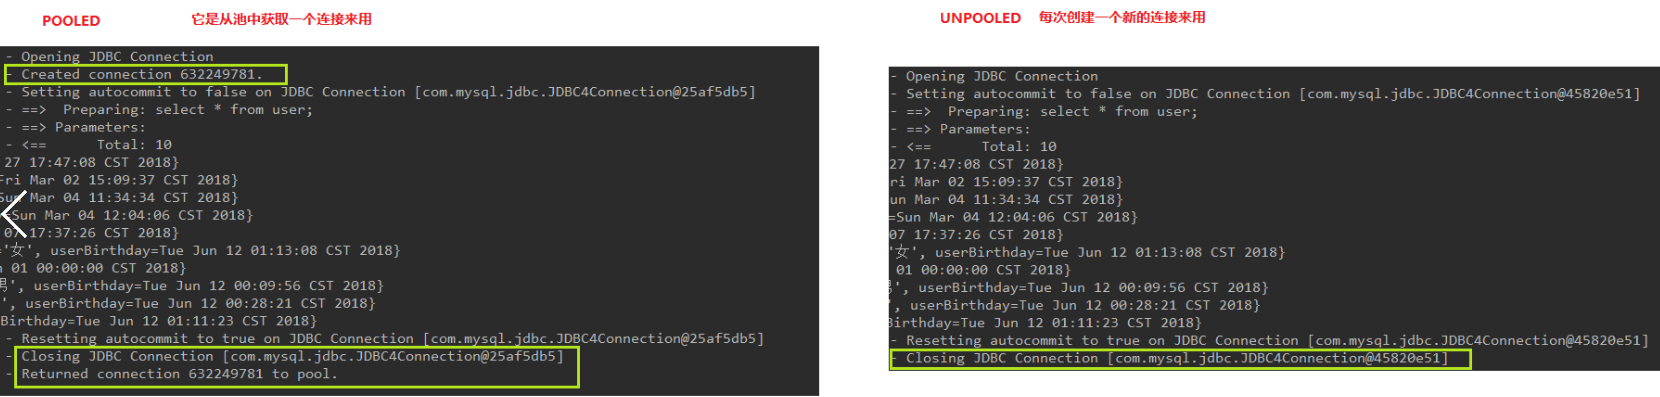 POOLED 它是从池中获取一个连接来用
- Opening JDBC Connection
- Created connection 632249781.
- Setting autocommit to false on JDBC Connection [com.mysql.jdbc.JDBC4Connection@25af5db5]
- ==>  Preparing: select * from user;
- ==> Parameters:
- <==      Total: 10
27 17:47:08 CST 2018}
Fri Mar 02 15:09:37 CST 2018}
Sun Mar 04 11:34:34 CST 2018}
=Sun Mar 04 12:04:06 CST 2018}
07 17:37:26 CST 2018}
='女', userBirthday=Tue Jun 12 01:13:08 CST 2018}
01 00:00:00 CST 2018}
', userBirthday=Tue Jun 12 00:09:56 CST 2018}
', userBirthday=Tue Jun 12 00:28:21 CST 2018}
Birthday=Tue Jun 12 01:11:23 CST 2018}
- Resetting autocommit to true on JDBC Connection [com.mysql.jdbc.JDBC4Connection@25af5db5]
- Closing JDBC Connection [com.mysql.jdbc.JDBC4Connection@25af5db5]
- Returned connection 632249781 to pool.
UNPOOLED 每次创建一个新的连接来用
- Opening JDBC Connection
- Setting autocommit to false on JDBC Connection [com.mysql.jdbc.JDBC4Connection@45820e51]
- ==>  Preparing: select * from user;
- ==> Parameters:
- <==      Total: 10
27 17:47:08 CST 2018}
ri Mar 02 15:09:37 CST 2018}
un Mar 04 11:34:34 CST 2018}
=Sun Mar 04 12:04:06 CST 2018}
07 17:37:26 CST 2018}
'女', userBirthday=Tue Jun 12 01:13:08 CST 2018}
01 00:00:00 CST 2018}
', userBirthday=Tue Jun 12 00:09:56 CST 2018}
', userBirthday=Tue Jun 12 00:28:21 CST 2018}
Birthday=Tue Jun 12 01:11:23 CST 2018}
- Resetting autocommit to true on JDBC Connection [com.mysql.jdbc.JDBC4Connection@45820e51]
- Closing JDBC Connection [com.mysql.jdbc.JDBC4Connection@45820e51]